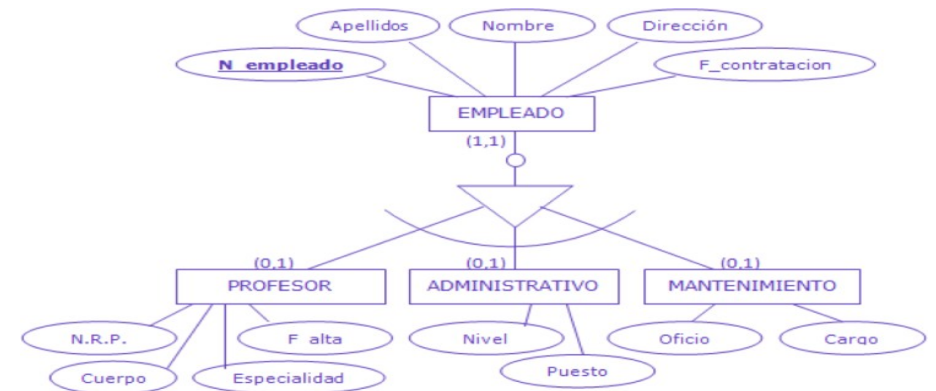 Apellidos Nombre Dirección
N_empleado F_contratacion
EMPLEADO
(1,1)
(0,1) (0,1) (0,1)
PROFESOR ADMINISTRATIVO MANTENIMIENTO
N.R.P. F_alta Nivel Oficio Cargo
Cuerpo Especialidad Puesto